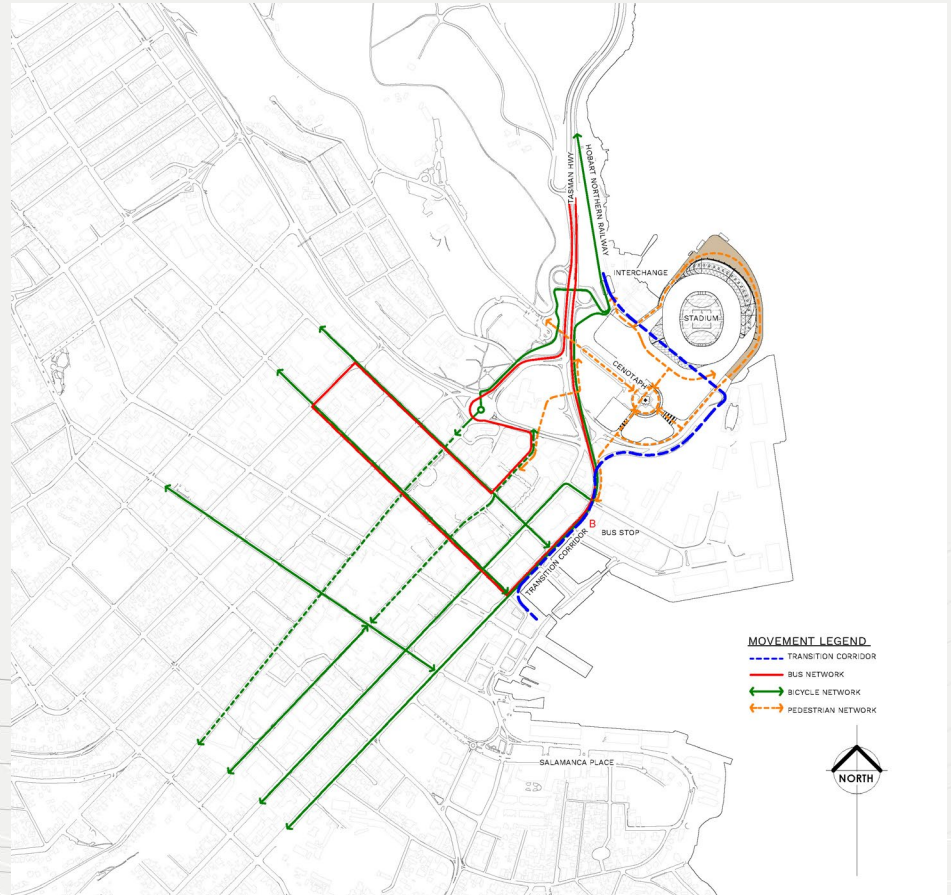 TASMAN HWY
HOBART NORTHERN RAILWAY
INTERCHANGE
STADIUM
CENOTAPH
B
BUS STOP
TRANSITION CORRIDOR
MOVEMENT LEGEND
TRANSITION CORRIDOR
BUS NETWORK
BICYCLE NETWORK
PEDESTRIAN NETWORK
SALAMANCA PLACE
NORTH